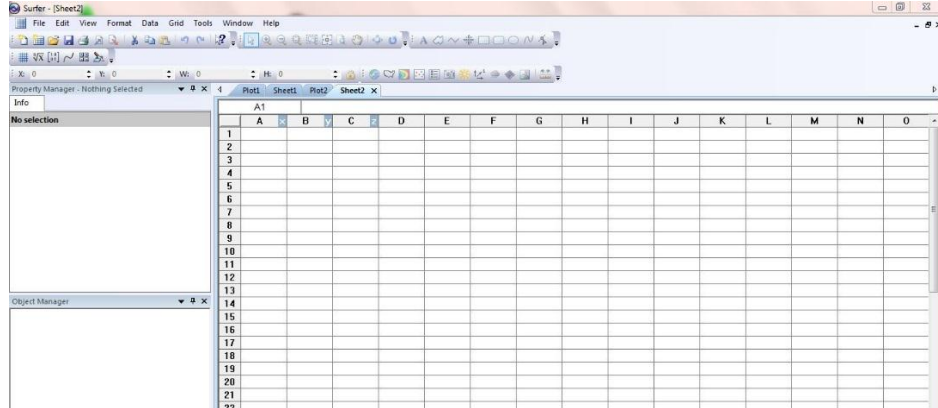 Surfer - [Sheet2]
File Edit View Format Data Grid Tools Window Help
X: 0 Y: 0 W: 0 H: 0
Property Manager - Nothing Selected
Plot1 Sheet1 Plot2 Sheet2
Info
A1
No selection
A x B y C z D E F G H I J K L M N O
1
2
3
4
5
6
7
8
9
10
11
12
13
Object Manager
14
15
16
17
18
19
20
21
22